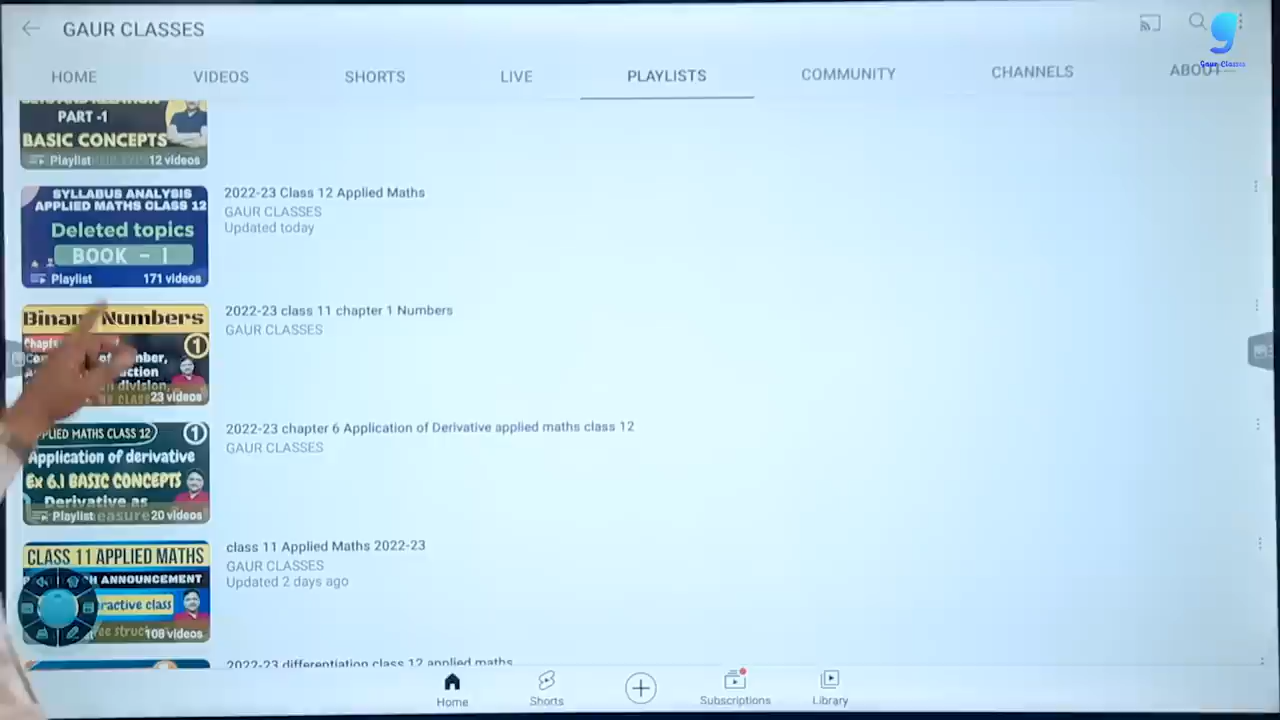 GAUR CLASSES
Gaur Classes
HOME VIDEOS SHORTS LIVE PLAYLISTS COMMUNITY CHANNELS ABOUT
PART -1
BASIC CONCEPTS
Playlist 12 videos
SYLLABUS ANALYSIS
APPLIED MATHS CLASS 12
Deleted topics
BOOK - 1
Playlist 171 videos
2022-23 Class 12 Applied Maths
GAUR CLASSES
Updated today
Binary Numbers
1
23 videos
2022-23 class 11 chapter 1 Numbers
GAUR CLASSES
APPLIED MATHS CLASS 12
1
Application of derivative
Ex 6.1 BASIC CONCEPTS
Derivative as
Playlist 20 videos
2022-23 chapter 6 Application of Derivative applied maths class 12
GAUR CLASSES
CLASS 11 APPLIED MATHS
ANNOUNCEMENT
class
108 videos
class 11 Applied Maths 2022-23
GAUR CLASSES
Updated 2 days ago
2022-23 differentiation class 12 applied maths
Home Shorts Subscriptions Library